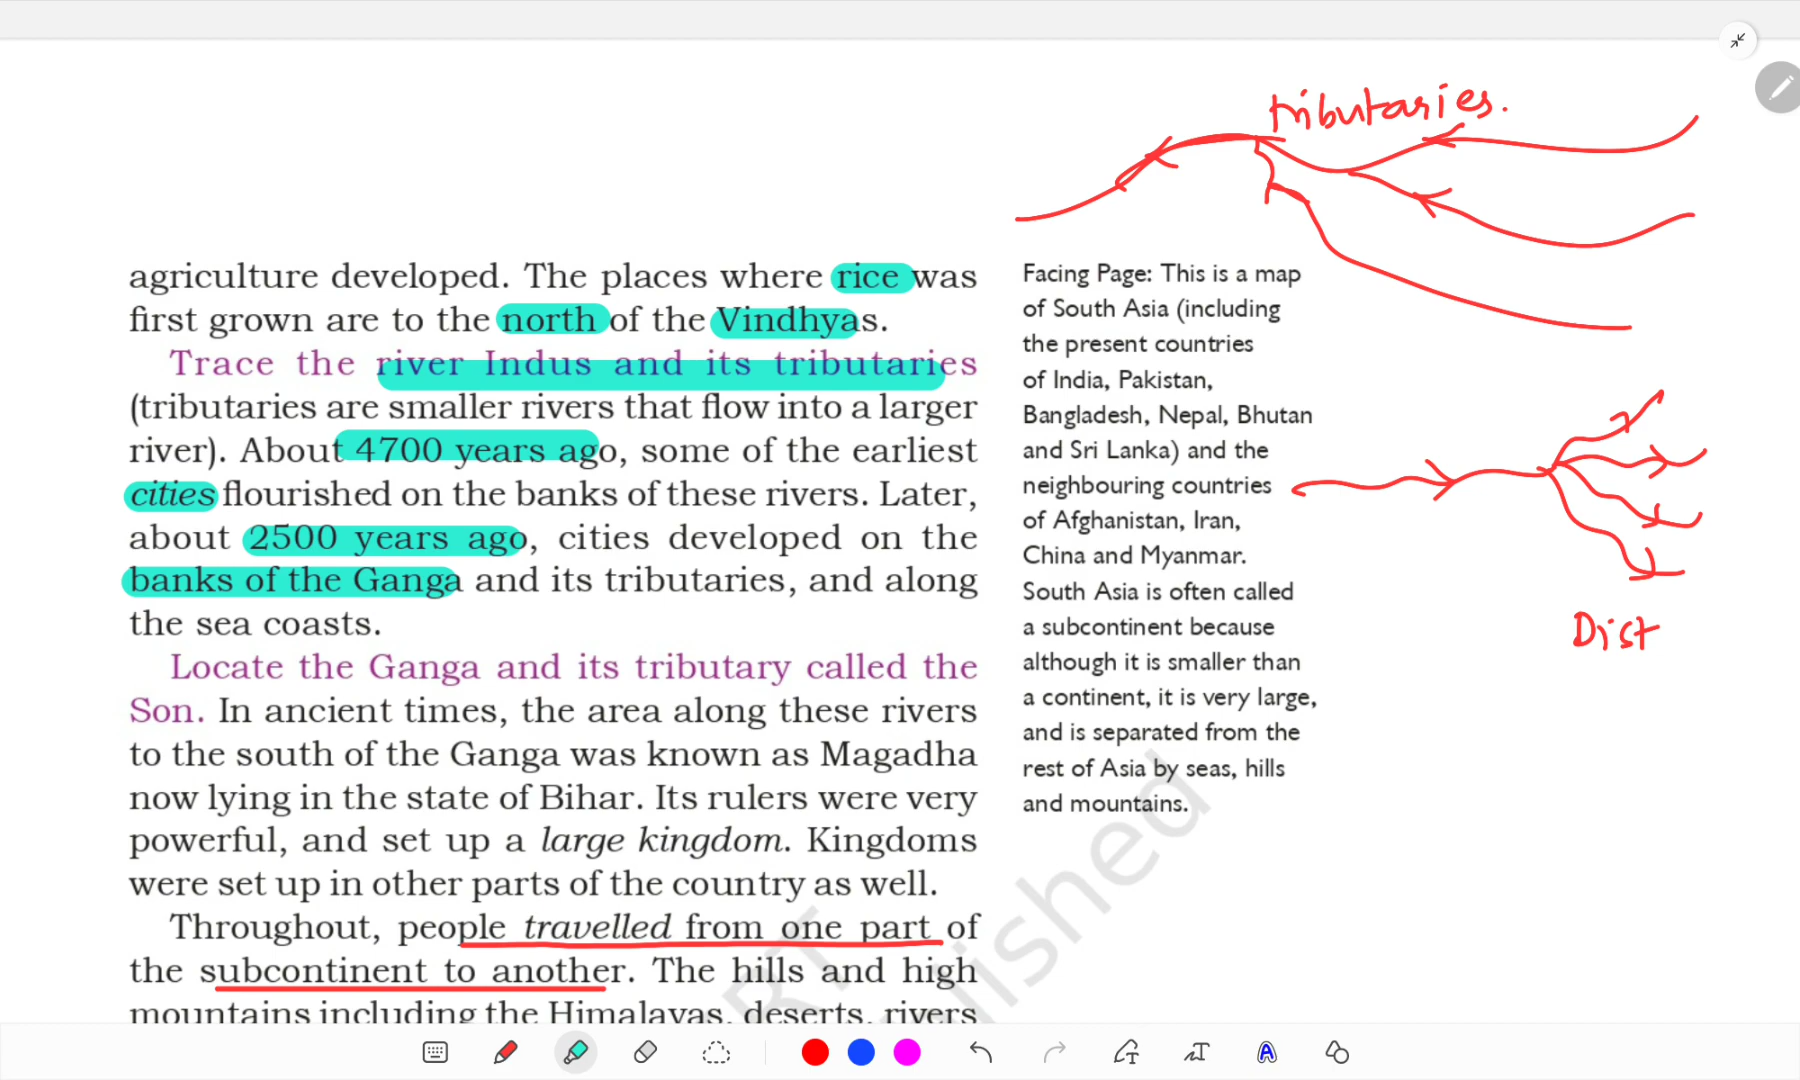 tributaries.
agriculture developed. The places where rice was
first grown are to the north of the Vindhyas.
Trace the river Indus and its tributaries
(tributaries are smaller rivers that flow into a larger
river). About 4700 years ago, some of the earliest
cities flourished on the banks of these rivers. Later,
about 2500 years ago, cities developed on the
banks of the Ganga and its tributaries, and along
the sea coasts.
Locate the Ganga and its tributary called the
Son. In ancient times, the area along these rivers
to the south of the Ganga was known as Magadha
now lying in the state of Bihar. Its rulers were very
powerful, and set up a large kingdom. Kingdoms
were set up in other parts of the country as well.
Throughout, people travelled from one part of
the subcontinent to another. The hills and high
mountains including the Himalayas, deserts, rivers
Facing Page: This is a map
of South Asia (including
the present countries
of India, Pakistan,
Bangladesh, Nepal, Bhutan
and Sri Lanka) and the
neighbouring countries
of Afghanistan, Iran,
China and Myanmar.
South Asia is often called
a subcontinent because
although it is smaller than
a continent, it is very large,
and is separated from the
rest of Asia by seas, hills
and mountains.
Dist
RT
lished